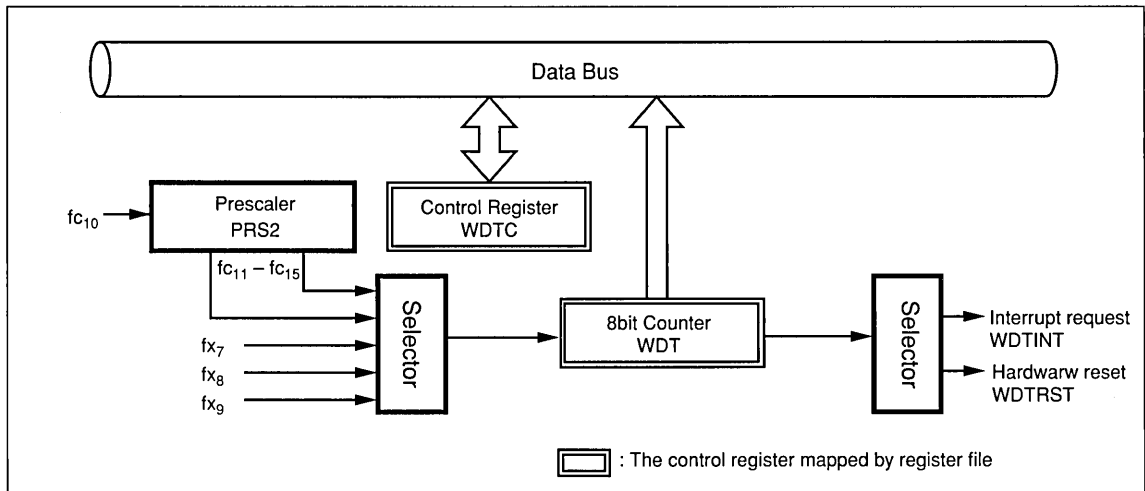 Data Bus
Prescaler
PRS2
Control Register
WDTC
fc10
fc11 – fc15
Selector
8bit Counter
WDT
Selector
Interrupt request
WDTINT
fx7
fx8
fx9
Hardwarw reset
WDTRST
: The control register mapped by register file